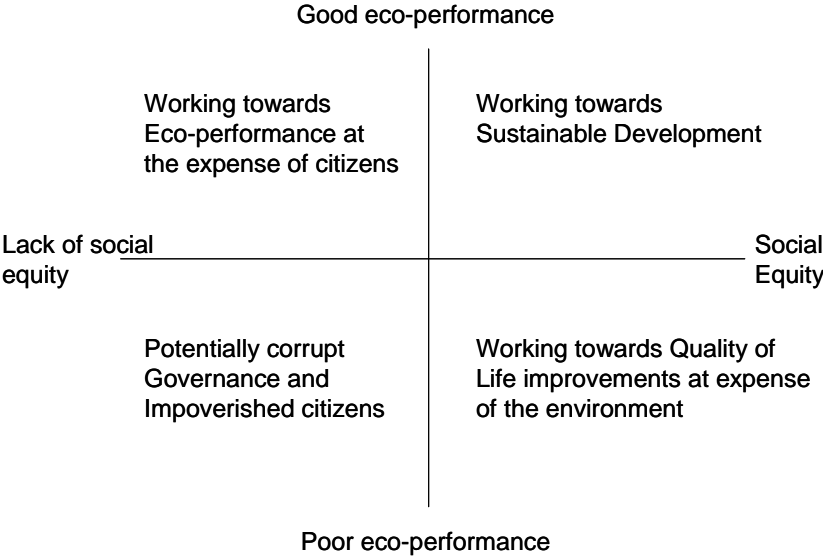 Good eco-performance
Working towards
Eco-performance at
the expense of citizens
Working towards
Sustainable Development
Lack of social
equity
Social
Equity
Potentially corrupt
Governance and
Impoverished citizens
Working towards Quality of
Life improvements at expense
of the environment
Poor eco-performance